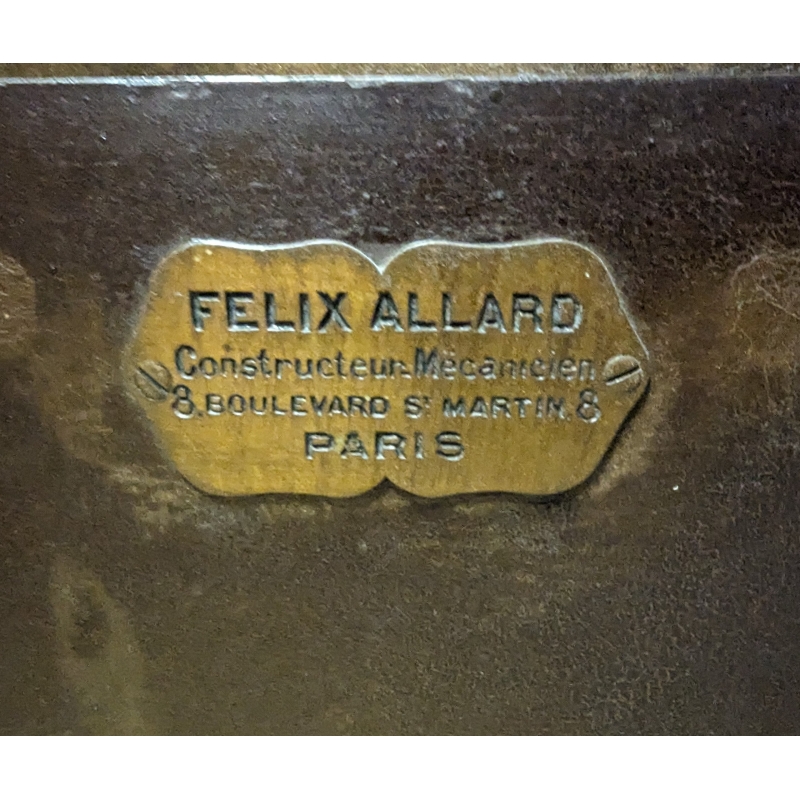 FELIX ALLARD
Constructeur-Mécanicien
8, BOULEVARD ST MARTIN, 8
PARIS